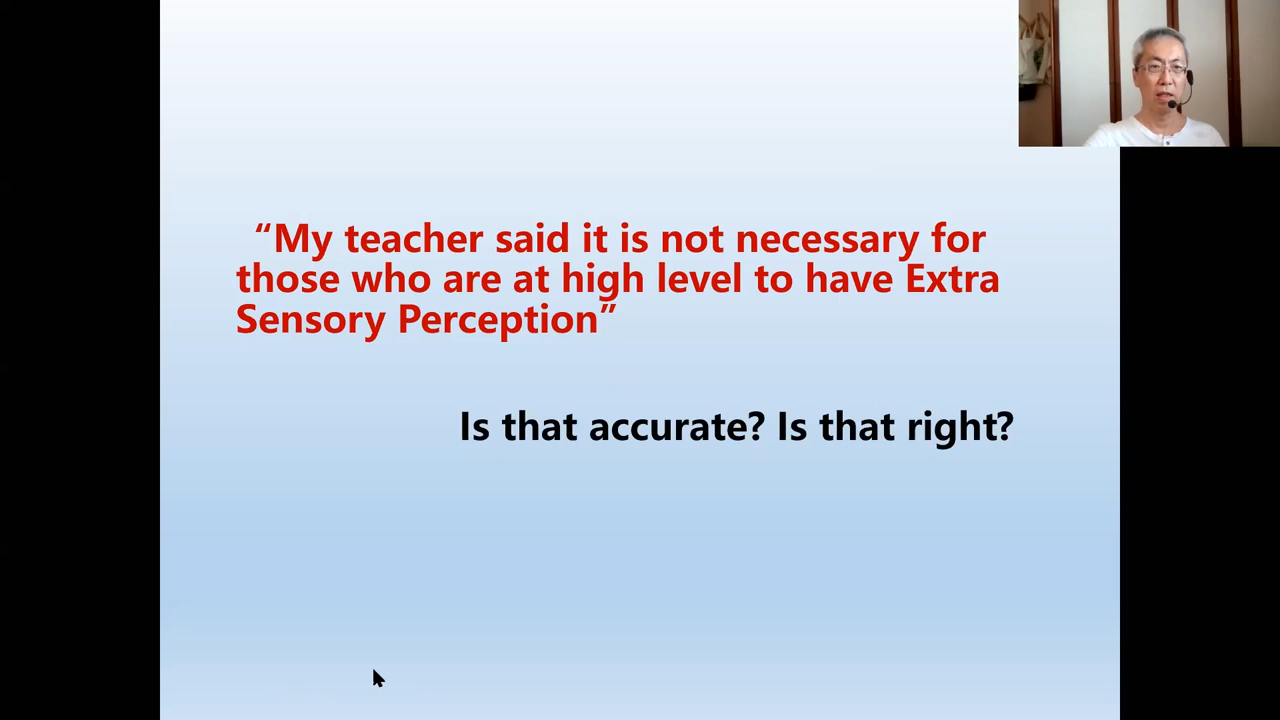 “My teacher said it is not necessary for
those who are at high level to have Extra
Sensory Perception”
Is that accurate? Is that right?